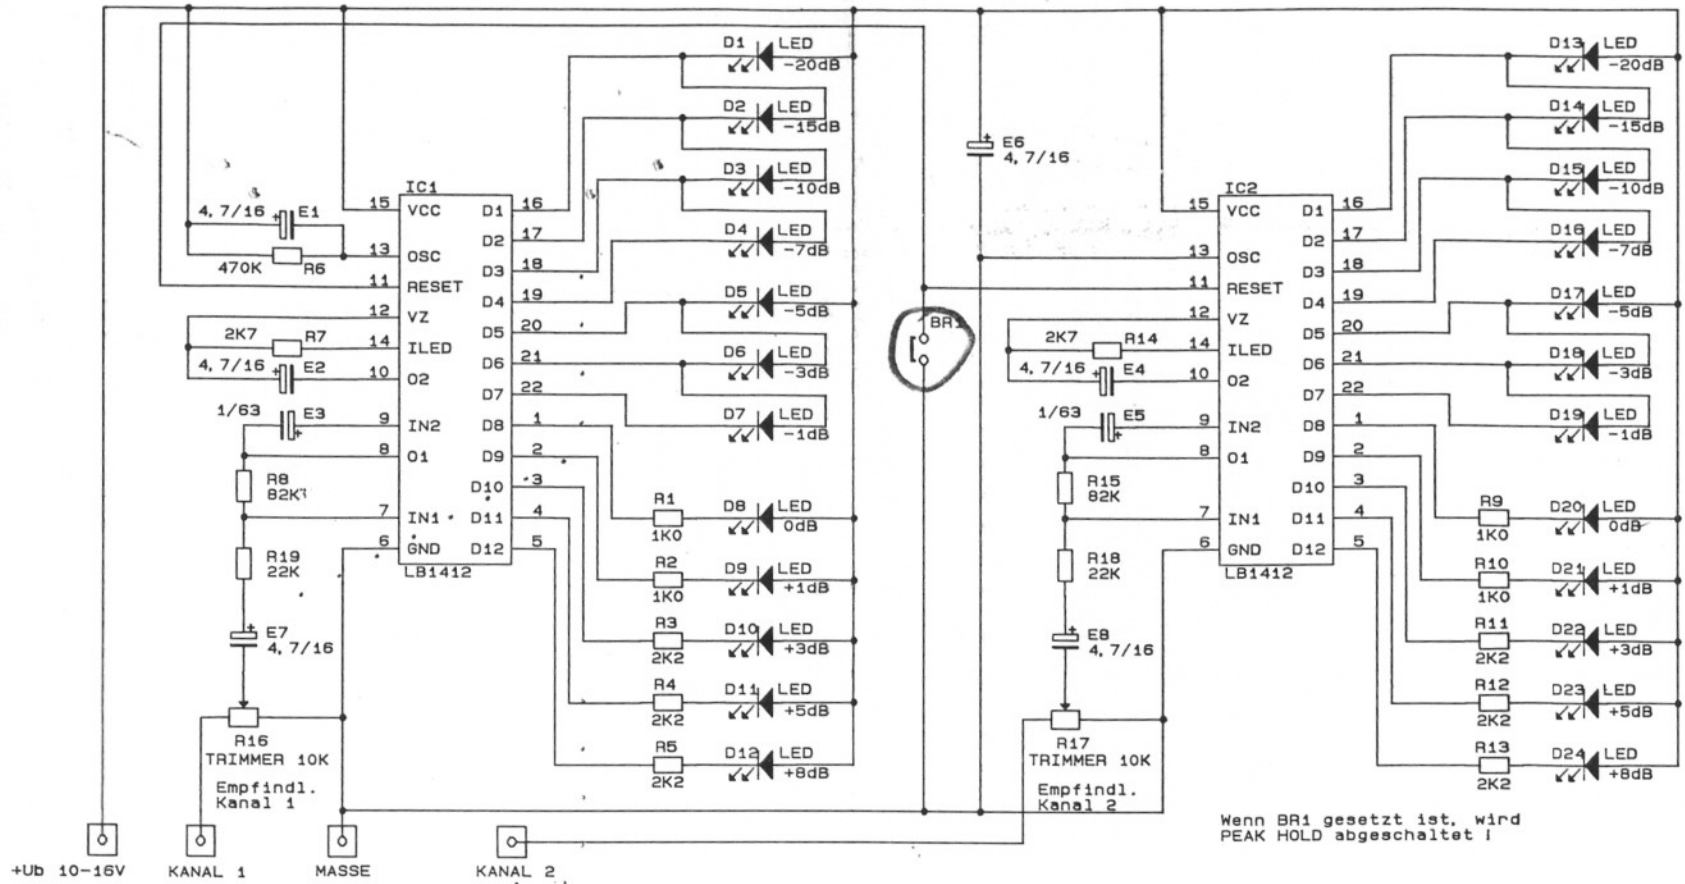 D1 LED
-20dB
D2 LED
-15dB
D3 LED
-10dB
D4 LED
-7dB
D5 LED
-5dB
D6 LED
-3dB
D7 LED
-1dB
R1 D8 LED
1K0 0dB
R2 D9 LED
1K0 +1dB
R3 D10 LED
2K2 +3dB
R4 D11 LED
2K2 +5dB
R5 D12 LED
2K2 +8dB
IC1
15 VCC D1 16
D2 17
13 OSC D3 18
11 RESET D4 19
12 VZ D5 20
14 ILED D6 21
10 O2 D7 22
9 IN2 D8 1
8 O1 D9 2
D10 3
7 IN1 D11 4
6 GND D12 5
LB1412
4,7/16 E1
470K R6
2K7 R7
4,7/16 E2
1/63 E3
R8
82K
R19
22K
E7
4,7/16
R16
TRIMMER 10K
Empfindl.
Kanal 1
E6
4,7/16
BR1
D13 LED
-20dB
D14 LED
-15dB
D15 LED
-10dB
D16 LED
-7dB
D17 LED
-5dB
D18 LED
-3dB
D19 LED
-1dB
R9 D20 LED
1K0 0dB
R10 D21 LED
1K0 +1dB
R11 D22 LED
2K2 +3dB
R12 D23 LED
2K2 +5dB
R13 D24 LED
2K2 +8dB
IC2
15 VCC D1 16
D2 17
13 OSC D3 18
11 RESET D4 19
12 VZ D5 20
14 ILED D6 21
10 O2 D7 22
9 IN2 D8 1
8 O1 D9 2
D10 3
7 IN1 D11 4
6 GND D12 5
LB1412
2K7 R14
4,7/16 E4
1/63 E5
R15
82K
R18
22K
E8
4,7/16
R17
TRIMMER 10K
Empfindl.
Kanal 2
Wenn BR1 gesetzt ist, wird
PEAK HOLD abgeschaltet !
+Ub 10-16V KANAL 1 MASSE KANAL 2